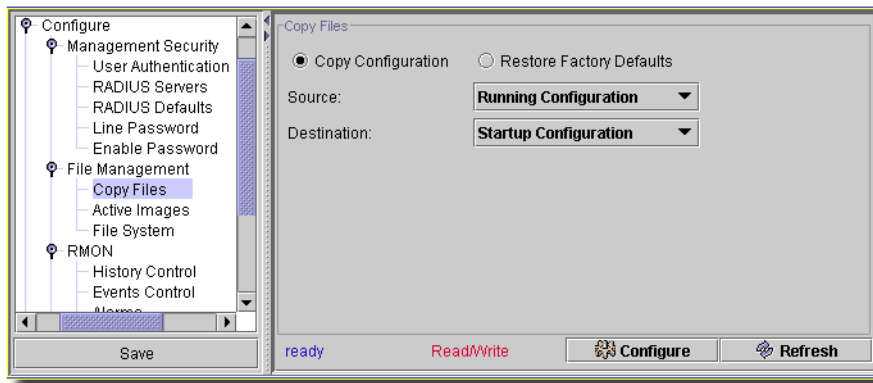 Configure
Management Security
User Authentication
RADIUS Servers
RADIUS Defaults
Line Password
Enable Password
File Management
Copy Files
Active Images
File System
RMON
History Control
Events Control
Save
Copy Files
Copy Configuration Restore Factory Defaults
Source: Running Configuration
Destination: Startup Configuration
ready Read/Write Configure Refresh